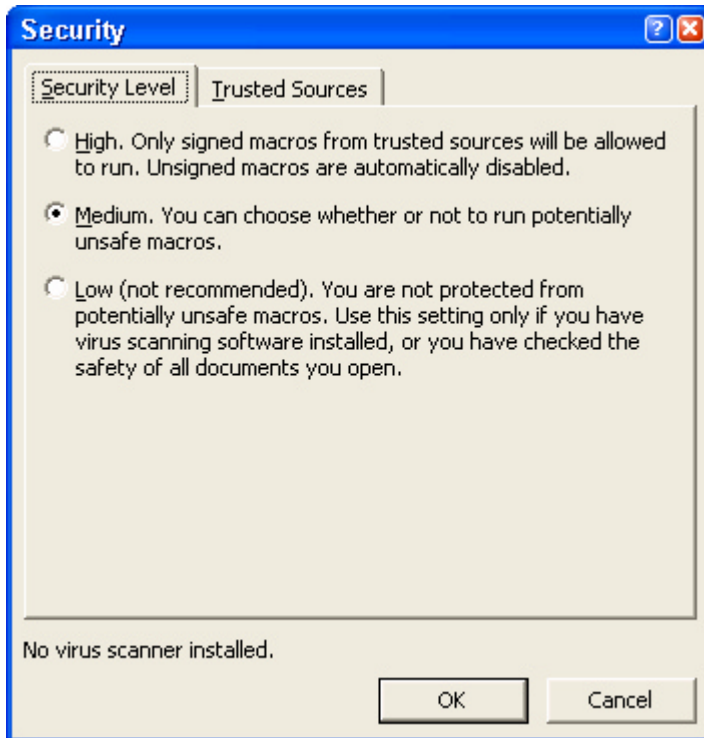 Security
Security Level
Trusted Sources
High. Only signed macros from trusted sources will be allowed
to run. Unsigned macros are automatically disabled.
Medium. You can choose whether or not to run potentially
unsafe macros.
Low (not recommended). You are not protected from
potentially unsafe macros. Use this setting only if you have
virus scanning software installed, or you have checked the
safety of all documents you open.
No virus scanner installed.
OK
Cancel